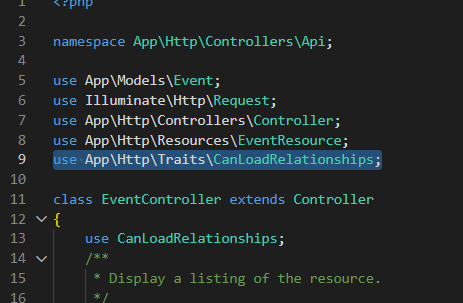 1 <?php
2
3 namespace App\Http\Controllers\Api;
4
5 use App\Models\Event;
6 use Illuminate\Http\Request;
7 use App\Http\Controllers\Controller;
8 use App\Http\Resources\EventResource;
9 use App\Http\Traits\CanLoadRelationships;
10
11 class EventController extends Controller
12 {
13 use CanLoadRelationships;
14 /**
15 * Display a listing of the resource.
16 */